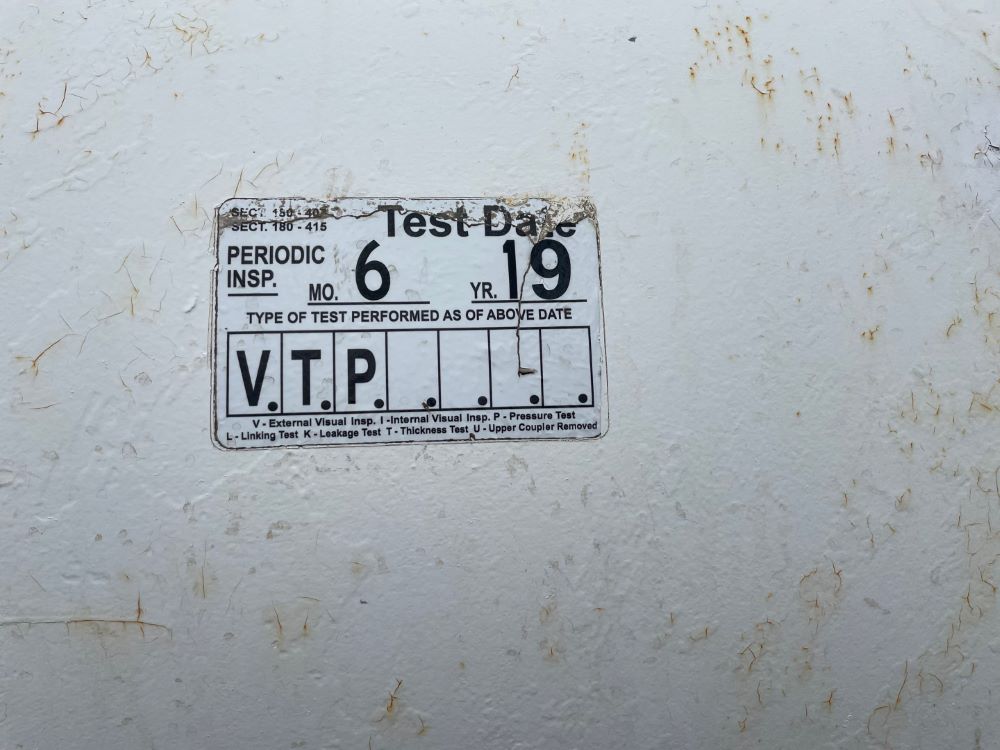 SECT. 180 - 407
SECT. 180 - 415
Test Date
PERIODIC
INSP.
MO. 6
YR. 19
TYPE OF TEST PERFORMED AS OF ABOVE DATE
V. T. P. . . . .
V - External Visual Insp. I -Internal Visual Insp. P - Pressure Test
L - Linking Test K - Leakage Test T - Thickness Test U - Upper Coupler Removed